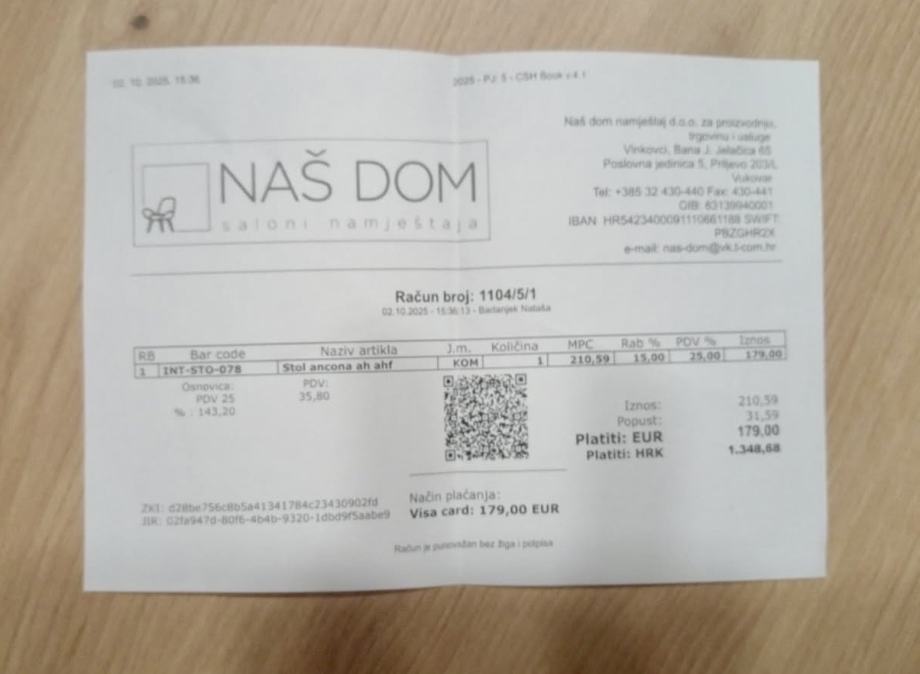 02. 10. 2025, 15:36
2025 - PJ: 5 - CSH Book v.4.1
NAŠ DOM
saloni namještaja
Naš dom namještaj d.o.o. za proizvodnju,
trgovinu i usluge
Vinkovci, Bana J. Jelačića 65
Poslovna jedinica 5, Priljevo 203/L
Vukovar
Tel: +385 32 430-440 Fax: 430-441
OIB: 63139940001
IBAN HR5423400091110661188 SWIFT:
PBZGHR2X
e-mail: nas-dom@vk.t-com.hr
Račun broj: 1104/5/1
02.10.2025 - 15:36:13 - Badanjek Nataša
RB Bar code Naziv artikla J.m. Količina MPC Rab % PDV % Iznos
1 INT-STO-078 Stol ancona ah ahf KOM 1 210,59 15,00 25,00 179,00
Osnovica: PDV:
PDV 25 35,80
% : 143,20
Iznos: 210,59
Popust: 31,59
Platiti: EUR 179,00
Platiti: HRK 1.348,68
ZKI: d28be756c8b5a41341784c23430902fd
JIR: 02fa947d-80f6-4b4b-9320-1dbd9f5aabe9
Način plaćanja:
Visa card: 179,00 EUR
Račun je punovažan bez žiga i potpisa